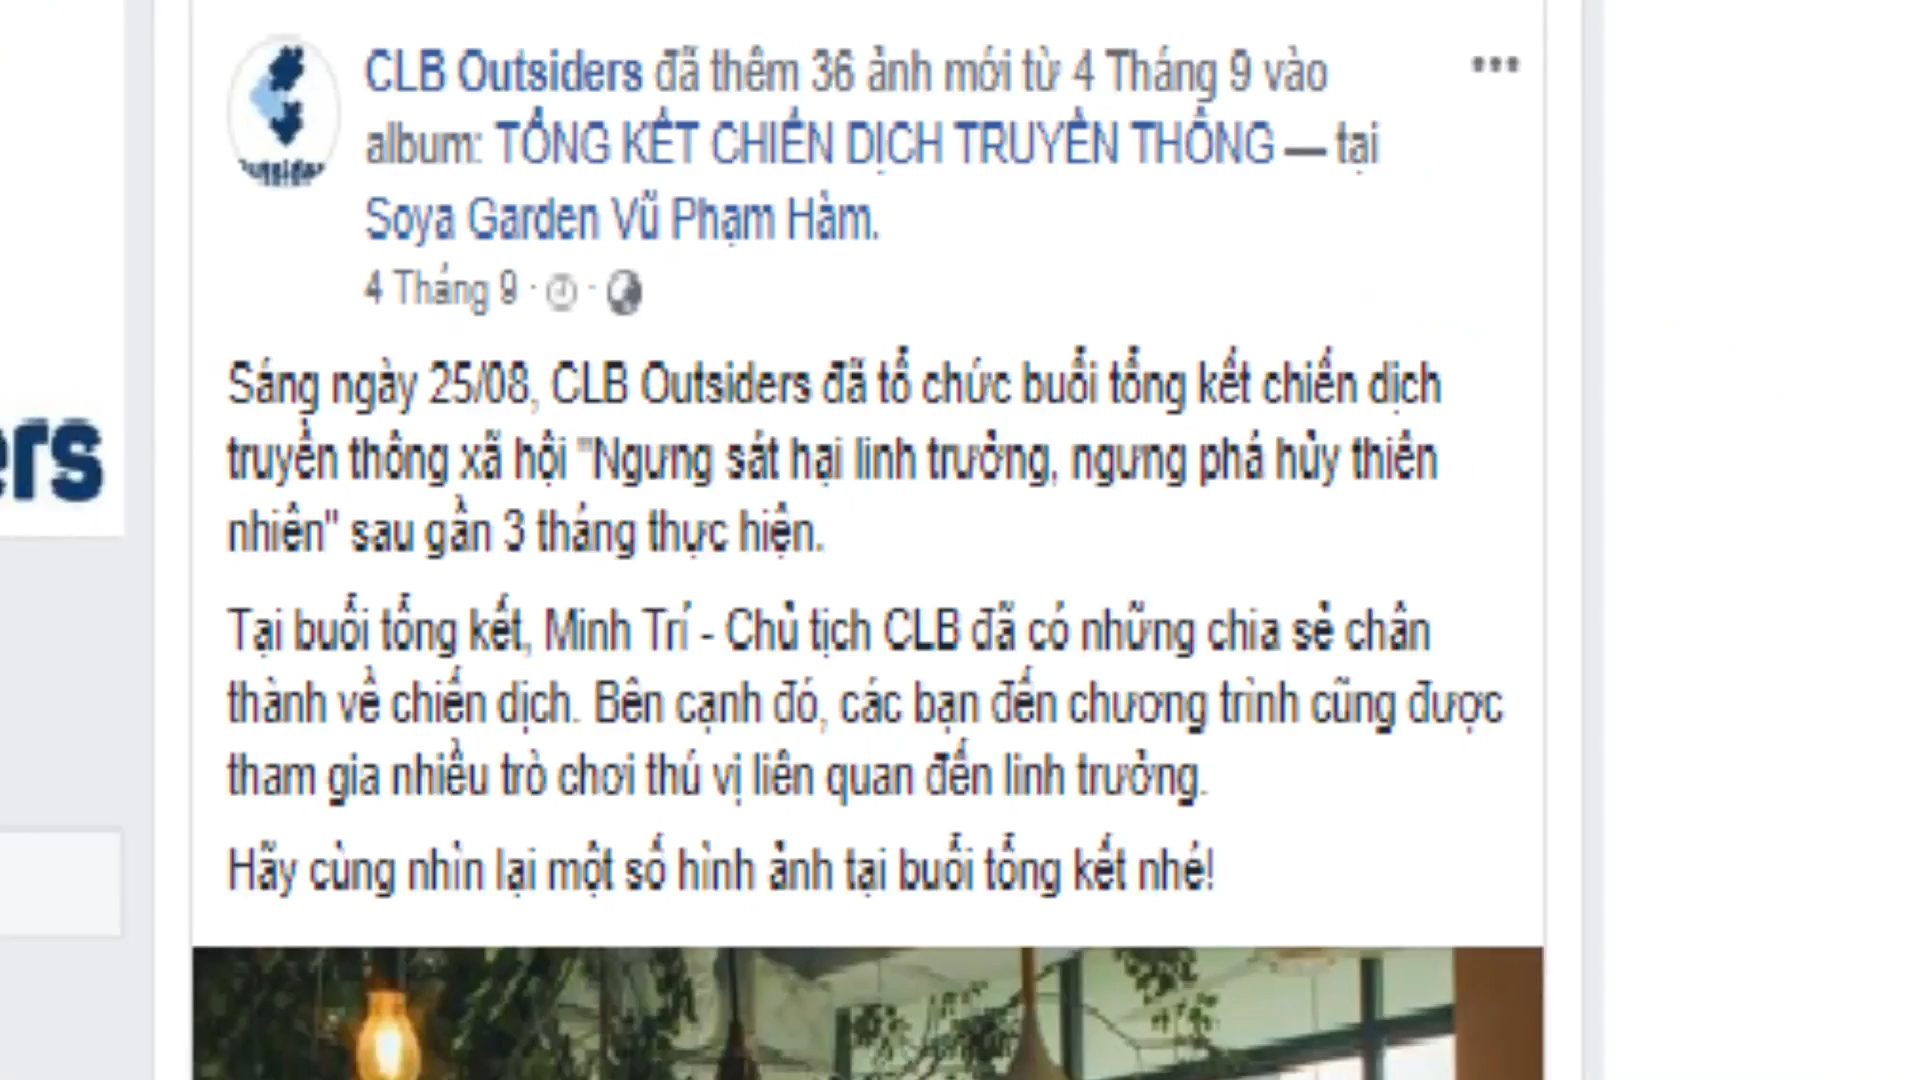 CLB Outsiders đã thêm 36 ảnh mới từ 4 Tháng 9 vào
album: TỔNG KẾT CHIẾN DỊCH TRUYỀN THÔNG — tại
Soya Garden Vũ Phạm Hàm.
4 Tháng 9
Sáng ngày 25/08, CLB Outsiders đã tổ chức buổi tổng kết chiến dịch
truyền thông xã hội "Ngưng sát hại linh trưởng, ngưng phá hủy thiên
nhiên" sau gần 3 tháng thực hiện.
Tại buổi tổng kết, Minh Trí - Chủ tịch CLB đã có những chia sẻ chân
thành về chiến dịch. Bên cạnh đó, các bạn đến chương trình cũng được
tham gia nhiều trò chơi thú vị liên quan đến linh trưởng.
Hãy cùng nhìn lại một số hình ảnh tại buổi tổng kết nhé!